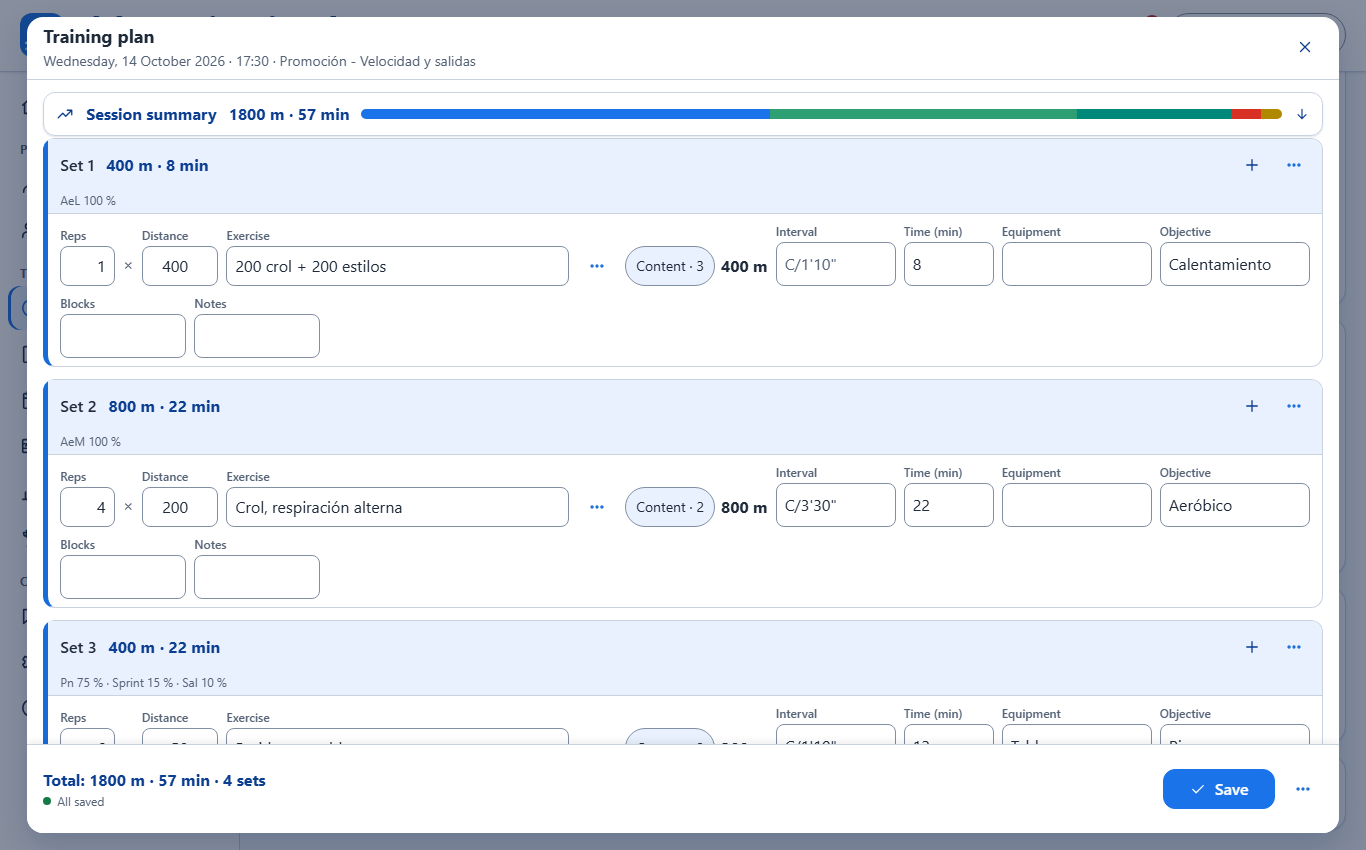 Training plan
Wednesday, 14 October 2026 · 17:30 · Promoción - Velocidad y salidas
Session summary 1800 m · 57 min
Set 1 400 m · 8 min
AeL 100 %
Reps Distance Exercise Interval Time (min) Equipment Objective
1 × 400 200 crol + 200 estilos Content · 3 400 m C/1'10" 8 Calentamiento
Blocks Notes
Set 2 800 m · 22 min
AeM 100 %
Reps Distance Exercise Interval Time (min) Equipment Objective
4 × 200 Crol, respiración alterna Content · 2 800 m C/3'30" 22 Aeróbico
Blocks Notes
Set 3 400 m · 22 min
Pn 75 % · Sprint 15 % · Sal 10 %
Reps Distance Exercise Interval Time (min) Equipment Objective
Total: 1800 m · 57 min · 4 sets
All saved
Save